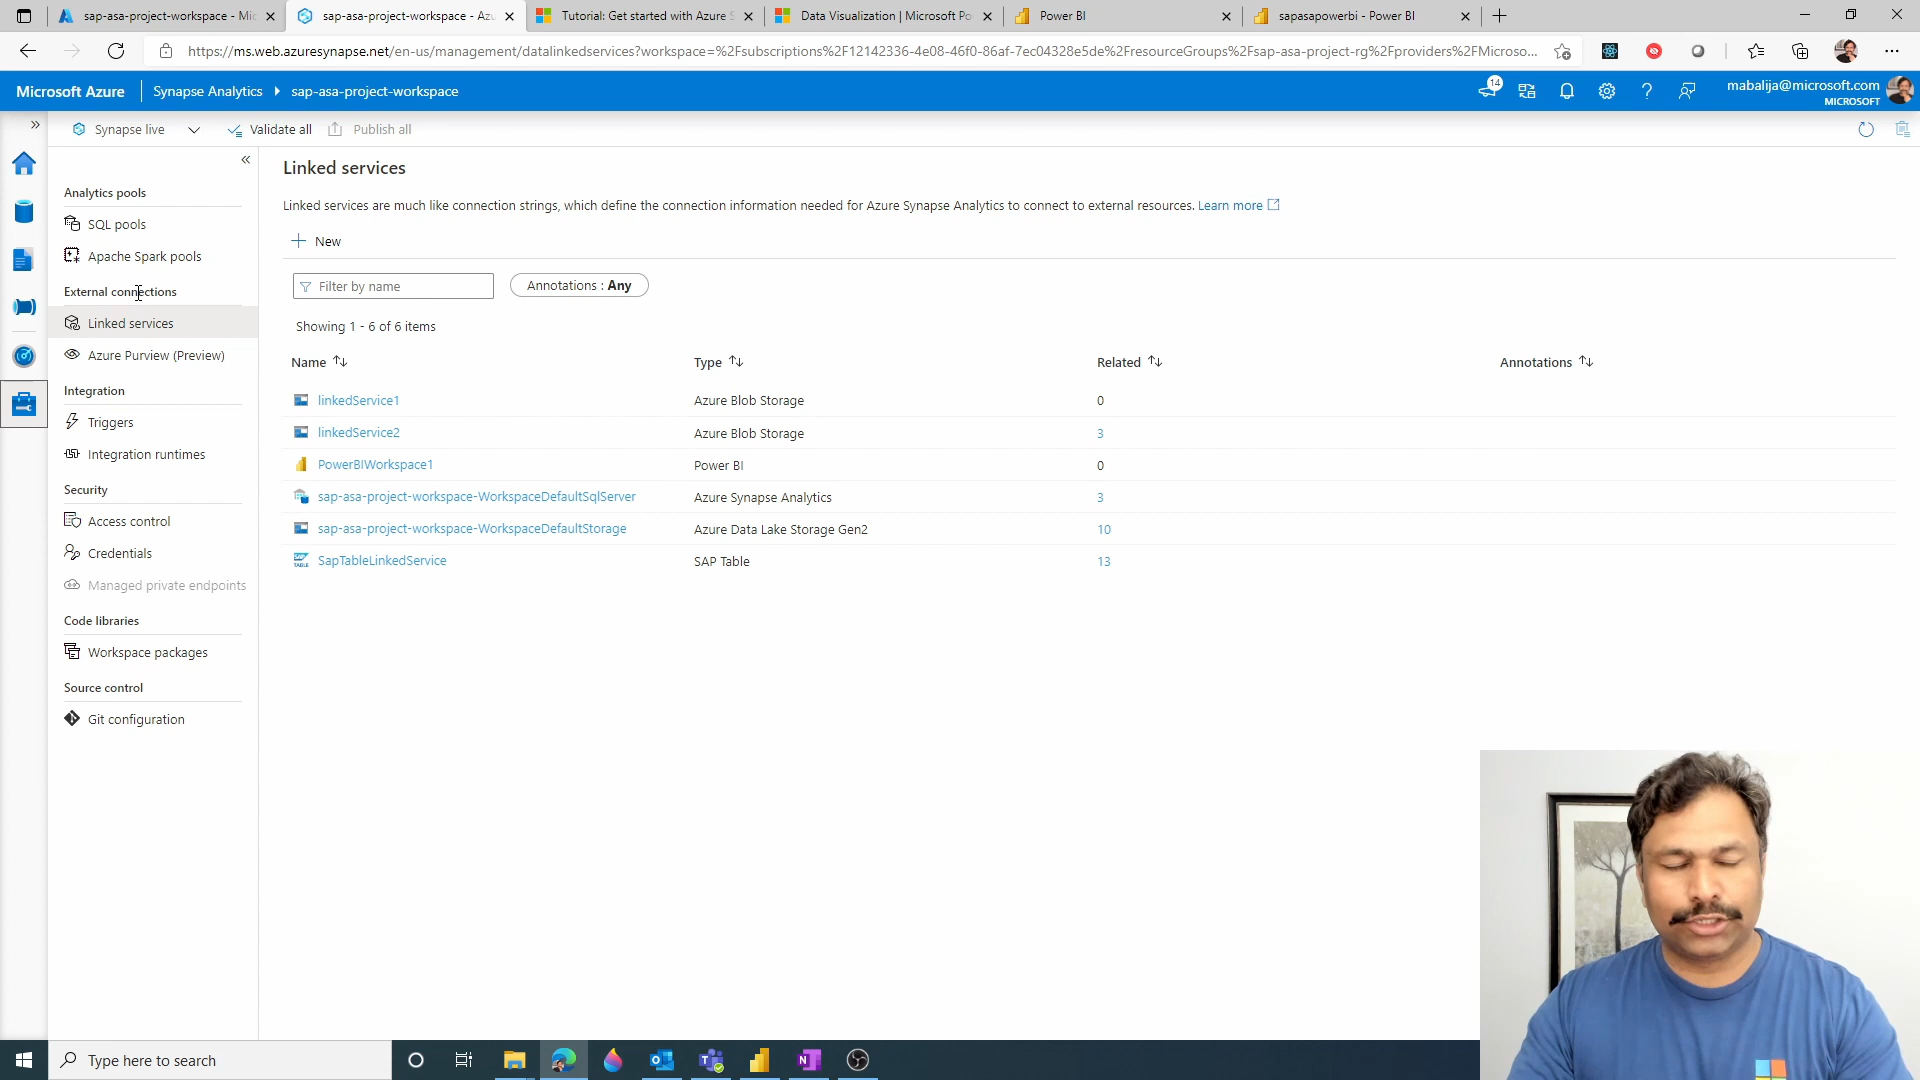 sap-asa-project-workspace - Mic
sap-asa-project-workspace - Azu
Tutorial: Get started with Azure S
Data Visualization | Microsoft Po
Power BI
sapasapowerbi - Power BI
https://ms.web.azuresynapse.net/en-us/management/datalinkedservices?workspace=%2Fsubscriptions%2F12142336-4e08-46f0-86af-7ec04328e5de%2FresourceGroups%2Fsap-asa-project-rg%2Fproviders%2FMicroso...
Microsoft Azure
Synapse Analytics
sap-asa-project-workspace
14
mabalija@microsoft.com
MICROSOFT
Synapse live
Validate all
Publish all
Analytics pools
SQL pools
Apache Spark pools
External connections
Linked services
Azure Purview (Preview)
Integration
Triggers
Integration runtimes
Security
Access control
Credentials
Managed private endpoints
Code libraries
Workspace packages
Source control
Git configuration
Linked services
Linked services are much like connection strings, which define the connection information needed for Azure Synapse Analytics to connect to external resources. Learn more
New
Filter by name
Annotations : Any
Showing 1 - 6 of 6 items
Name Type Related Annotations
linkedService1 Azure Blob Storage 0
linkedService2 Azure Blob Storage 3
PowerBIWorkspace1 Power BI 0
sap-asa-project-workspace-WorkspaceDefaultSqlServer Azure Synapse Analytics 3
sap-asa-project-workspace-WorkspaceDefaultStorage Azure Data Lake Storage Gen2 10
SAP TABLE SapTableLinkedService SAP Table 13
Type here to search